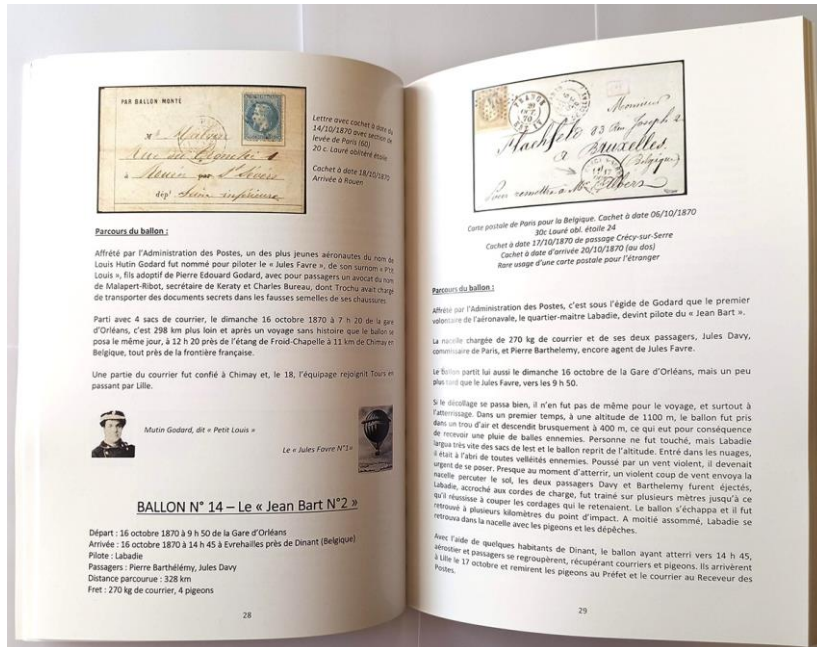 PAR BALLON MONTÉ
Lettre avec cachet à date du
14/10/1870 avec section de
levée de Paris (60)
20 c. Lauré oblitéré étoile
Cachet à date 18/10/1870
Arrivée à Rouen
Parcours du ballon :
Affrété par l'Administration des Postes, un des plus jeunes aéronautes du nom de
Louis Hutin Godard fut nommé pour piloter le « Jules Favre », de son surnom « P'tit
Louis », fils adoptif de Pierre Edouard Godard, avec pour passagers un avocat du nom
de Malapert-Ribot, secrétaire de Keraty et Charles Bureau, dont Trochu avait chargé
de transporter des documents secrets dans les fausses semelles de ses chaussures.
Parti avec 4 sacs de courrier, le dimanche 16 octobre 1870 à 7 h 20 de la gare
d'Orléans, c'est 298 km plus loin et après un voyage sans histoire que le ballon se
posa le même jour, à 12 h 20 près de l'étang de Froid-Chapelle à 11 km de Chimay en
Belgique, tout près de la frontière française.
Une partie du courrier fut confié à Chimay et, le 18, l'équipage rejoignit Tours en
passant par Lille.
Mutin Godard, dit « Petit Louis »
Le « Jules Favre N°1»
BALLON N° 14 – Le « Jean Bart N°2 »
Départ : 16 octobre 1870 à 9 h 50 de la Gare d'Orléans
Arrivée : 16 octobre 1870 à 14 h 45 à Evrehailles près de Dinant (Belgique)
Pilote : Labadie
Passagers : Pierre Barthélémy, Jules Davy
Distance parcourue : 328 km
Fret : 270 kg de courrier, 4 pigeons
28
Monsieur
Flachfeld 83 Rue Joseph 2
à Bruxelles.
(Belgique)
Pour remettre à Mr Albers
Carte postale de Paris pour la Belgique. Cachet à date 06/10/1870
30c Lauré obl. étoile 24
Cachet à date 17/10/1870 de passage Crécy-sur-Serre
Cachet à date d'arrivée 20/10/1870 (au dos)
Rare usage d'une carte postale pour l'étranger
Parcours du ballon :
Affrété par l'Administration des Postes, c'est sous l'égide de Godard que le premier
volontaire de l'aéronavale, le quartier-maitre Labadie, devint pilote du « Jean Bart ».
La nacelle chargée de 270 kg de courrier et de ses deux passagers, Jules Davy,
commissaire de Paris, et Pierre Barthelemy, encore agent de Jules Favre.
Le ballon partit lui aussi le dimanche 16 octobre de la Gare d'Orléans, mais un peu
plus tard que le Jules Favre, vers les 9 h 50.
Si le décollage se passa bien, il n'en fut pas de même pour le voyage, et surtout à
l'atterrissage. Dans un premier temps, à une altitude de 1100 m, le ballon fut pris
dans un trou d'air et descendit brusquement à 400 m, ce qui eut pour conséquence
de recevoir une pluie de balles ennemies. Personne ne fut touché, mais Labadie
largua très vite des sacs de lest et le ballon reprit de l'altitude. Entré dans les nuages,
il était à l'abri de toutes velléités ennemies. Poussé par un vent violent, il devenait
urgent de se poser. Presque au moment d'atterrir, un violent coup de vent envoya la
nacelle percuter le sol, les deux passagers Davy et Barthelemy furent éjectés,
Labadie, accroché aux cordes de charge, fut trainé sur plusieurs mètres jusqu'à ce
qu'il réussisse à couper les cordages qui le retenaient. Le ballon s'échappa et il fut
retrouvé à plusieurs kilomètres du point d'impact. A moitié assommé, Labadie se
retrouva dans la nacelle avec les pigeons et les dépêches.
Avec l'aide de quelques habitants de Dinant, le ballon ayant atterri vers 14 h 45,
aérostier et passagers se regroupèrent, récupérant courriers et pigeons. Ils arrivèrent
à Lille le 17 octobre et remirent les pigeons au Préfet et le courrier au Receveur des
Postes.
29